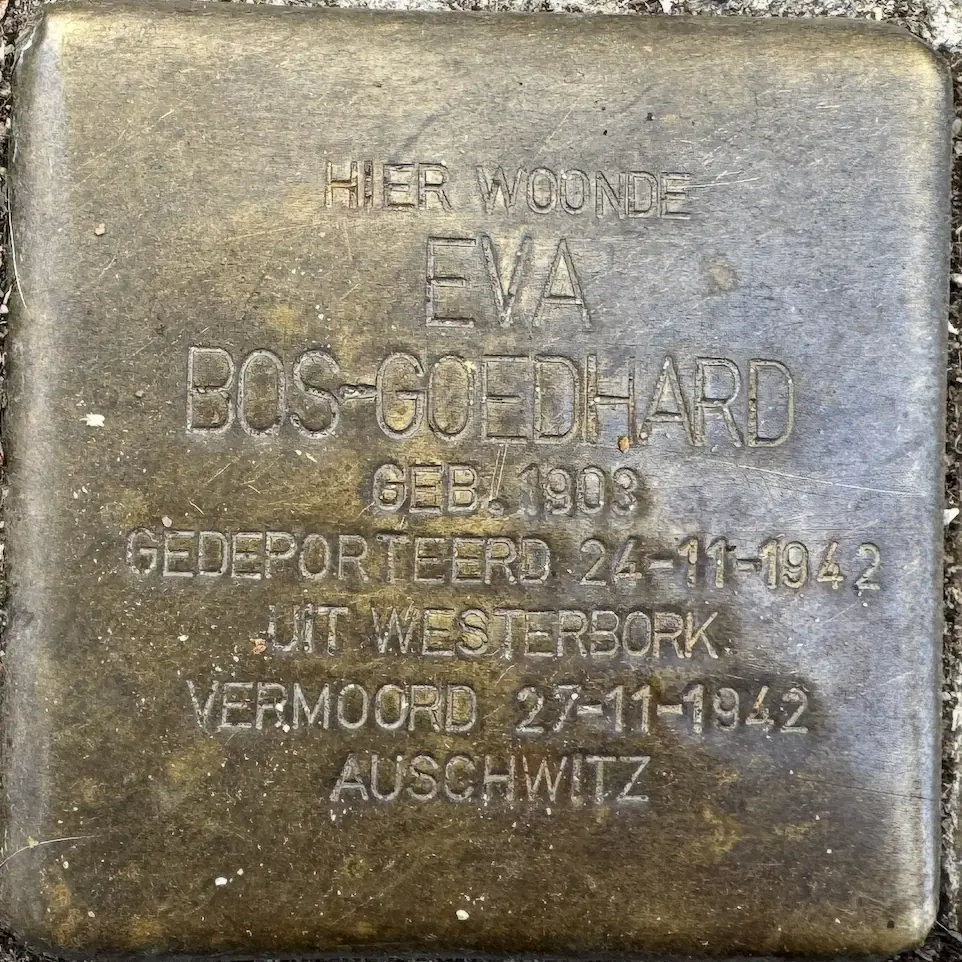 HIER WOONDE
EVA
BOS-GOEDHARD
GEB. 1903
GEDEPORTEERD 24-11-1942
UIT WESTERBORK
VERMOORD 27-11-1942
AUSCHWITZ